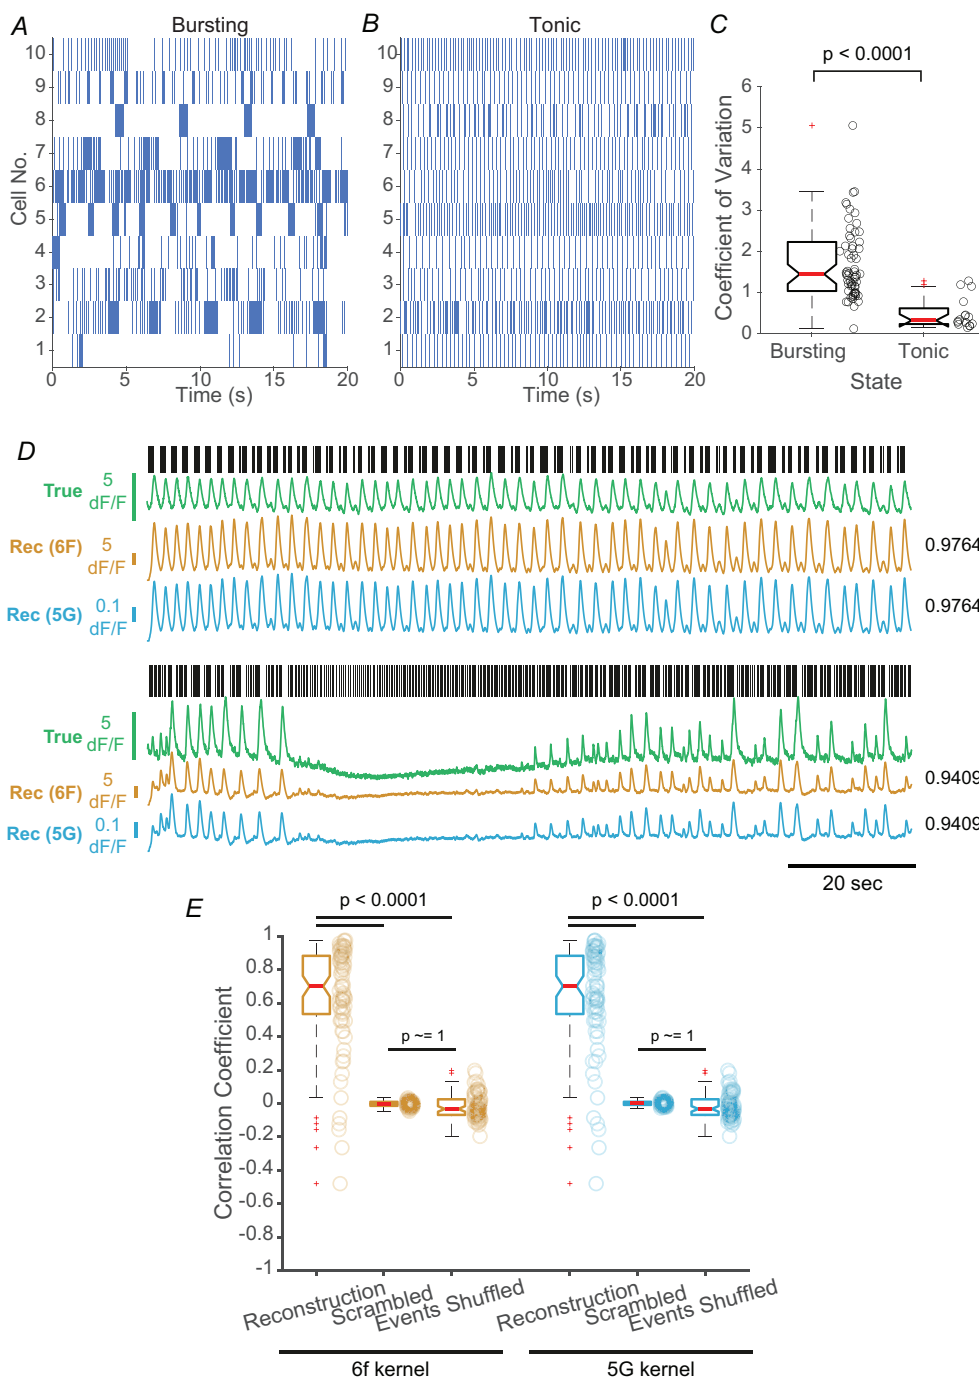 A
Bursting
Cell No.
10
9
8
7
6
5
4
3
2
1
0
5
10
15
20
Time (s)
B
Tonic
10
9
8
7
6
5
4
3
2
1
0
5
10
15
20
Time (s)
C
p < 0.0001
Coefficient of Variation
6
5
4
3
2
1
0
Bursting
Tonic
State
D
True
5
dF/F
Rec (6F)
5
dF/F
0.9764
Rec (5G)
0.1
dF/F
0.9764
True
5
dF/F
Rec (6F)
5
dF/F
0.9409
Rec (5G)
0.1
dF/F
0.9409
20 sec
E
p < 0.0001
p < 0.0001
p ~= 1
p ~= 1
Correlation Coefficient
1
0.8
0.6
0.4
0.2
0
-0.2
-0.4
-0.6
-0.8
-1
Reconstruction
Scrambled
Events Shuffled
Reconstruction
Scrambled
Events Shuffled
6f kernel
5G kernel